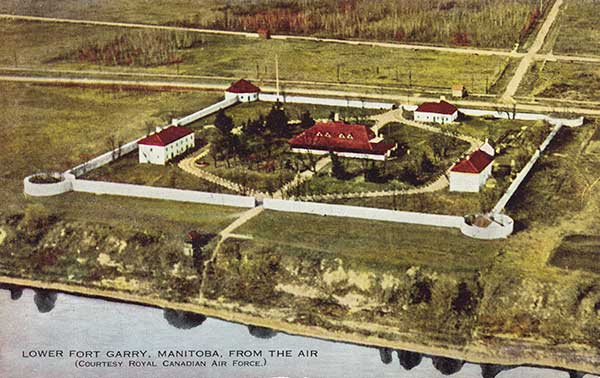 LOWER FORT GARRY, MANITOBA, FROM THE AIR
(COURTESY ROYAL CANADIAN AIR FORCE.)